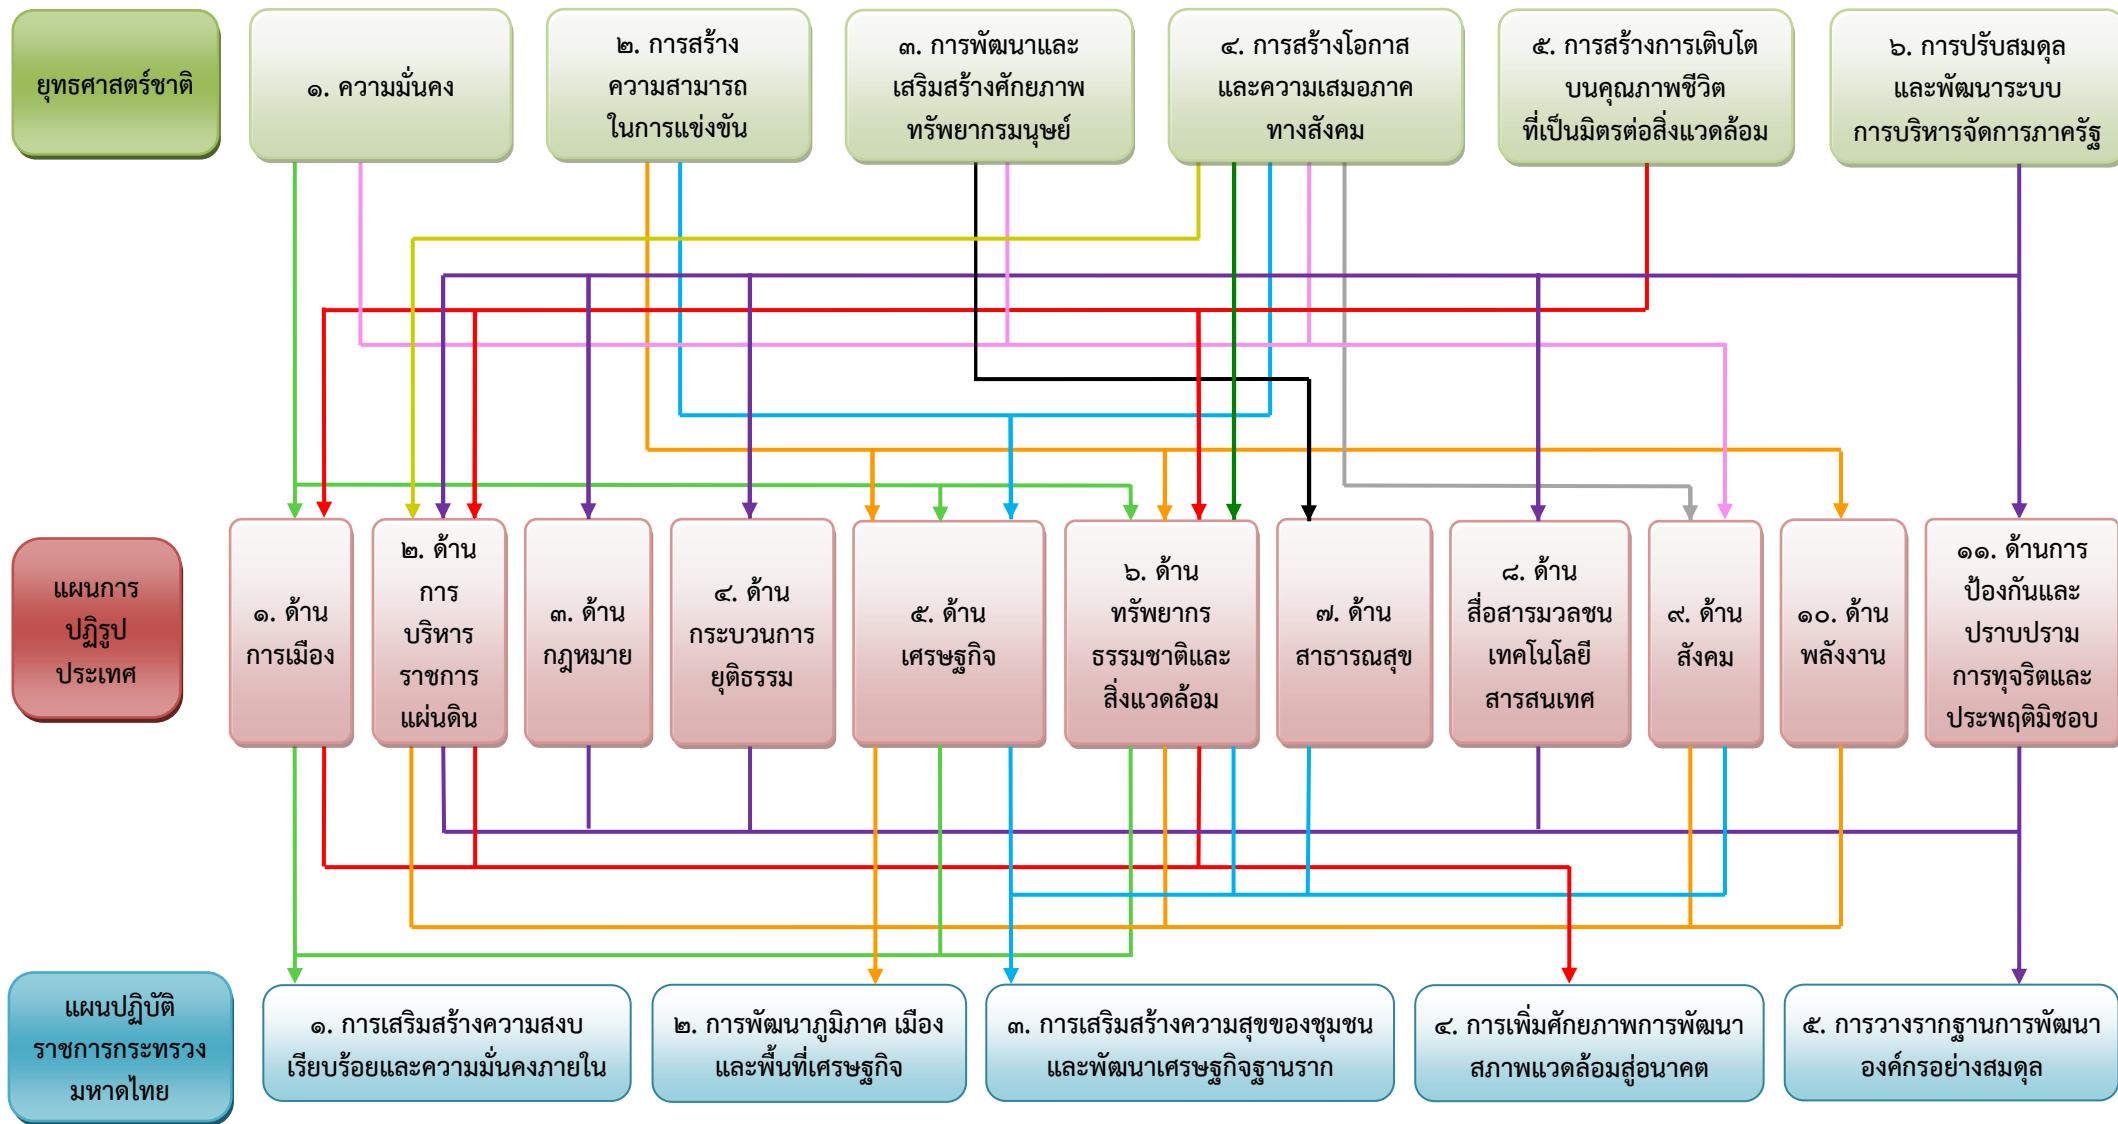 ยุทธศาสตร์ชาติ
๑. ความมั่นคง
๒. การสร้าง
ความสามารถ
ในการแข่งขัน
๓. การพัฒนาและ
เสริมสร้างศักยภาพ
ทรัพยากรมนุษย์
๔. การสร้างโอกาส
และความเสมอภาค
ทางสังคม
๕. การสร้างการเติบโต
บนคุณภาพชีวิต
ที่เป็นมิตรต่อสิ่งแวดล้อม
๖. การปรับสมดุล
และพัฒนาระบบ
การบริหารจัดการภาครัฐ
แผนการ
ปฏิรูป
ประเทศ
๑. ด้าน
การเมือง
๒. ด้าน
การ
บริหาร
ราชการ
แผ่นดิน
๓. ด้าน
กฎหมาย
๔. ด้าน
กระบวนการ
ยุติธรรม
๕. ด้าน
เศรษฐกิจ
๖. ด้าน
ทรัพยากร
ธรรมชาติและ
สิ่งแวดล้อม
๗. ด้าน
สาธารณสุข
๘. ด้าน
สื่อสารมวลชน
เทคโนโลยี
สารสนเทศ
๙. ด้าน
สังคม
๑๐. ด้าน
พลังงาน
๑๑. ด้านการ
ป้องกันและ
ปราบปราม
การทุจริตและ
ประพฤติมิชอบ
แผนปฏิบัติ
ราชการกระทรวง
มหาดไทย
๑. การเสริมสร้างความสงบ
เรียบร้อยและความมั่นคงภายใน
๒. การพัฒนาภูมิภาค เมือง
และพื้นที่เศรษฐกิจ
๓. การเสริมสร้างความสุขของชุมชน
และพัฒนาเศรษฐกิจฐานราก
๔. การเพิ่มศักยภาพการพัฒนา
สภาพแวดล้อมสู่อนาคต
๕. การวางรากฐานการพัฒนา
องค์กรอย่างสมดุล